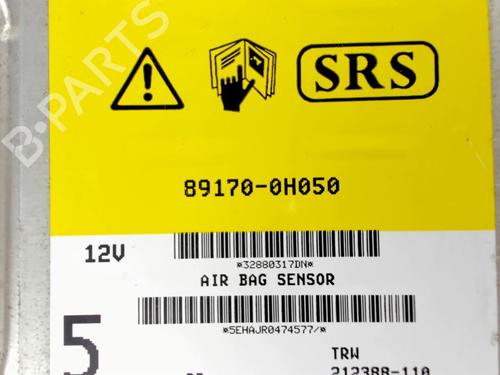 B-PARTS
SRS
89170-0H050
12V
*32880317DN*
AIR BAG SENSOR
*5EHAJR0474577/*
5
TRW
212388-110